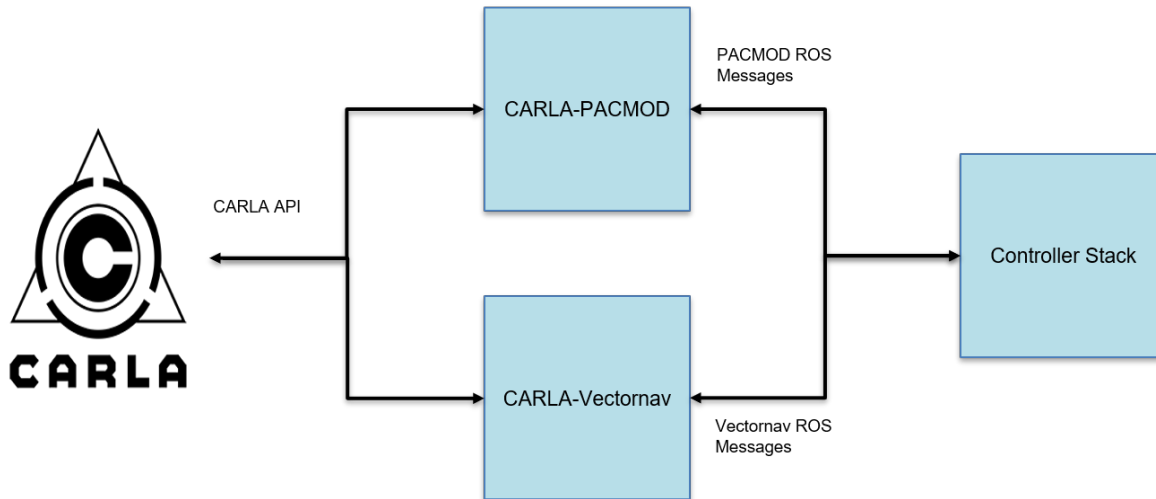 CARLA-PACMOD
PACMOD ROS
Messages
CARLA API
C
CARLA
Controller Stack
CARLA-Vectornav
Vectornav ROS
Messages